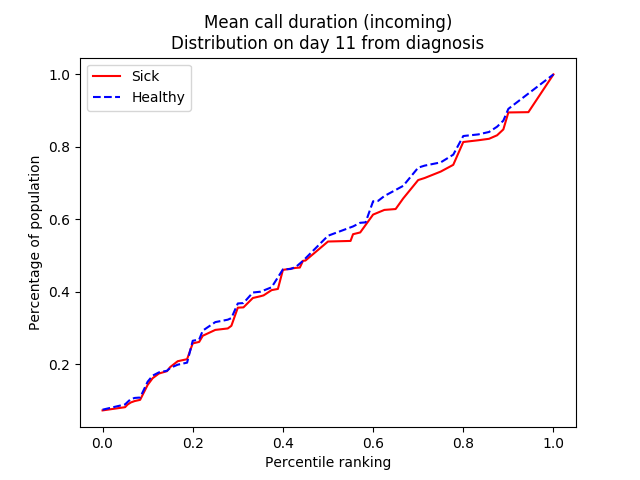 Mean call duration (incoming)
Distribution on day 11 from diagnosis
Sick
Healthy
Percentage of population
1.0
0.8
0.6
0.4
0.2
0.0 0.2 0.4 0.6 0.8 1.0
Percentile ranking